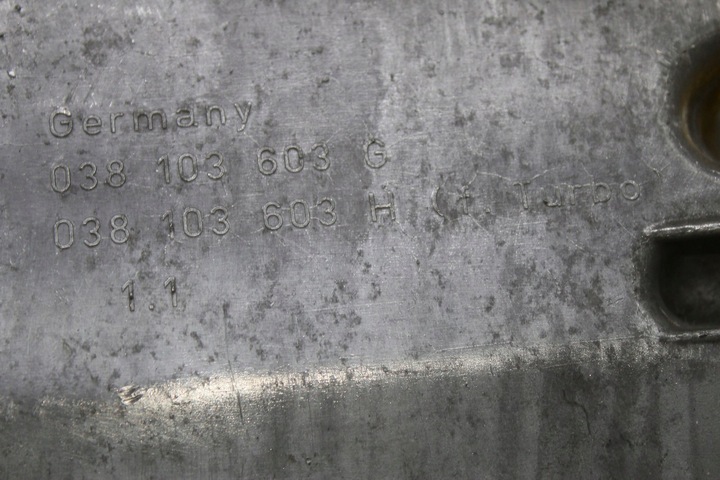 Germany
038 103 603 G
038 103 603 H (f. Turbo
1.1